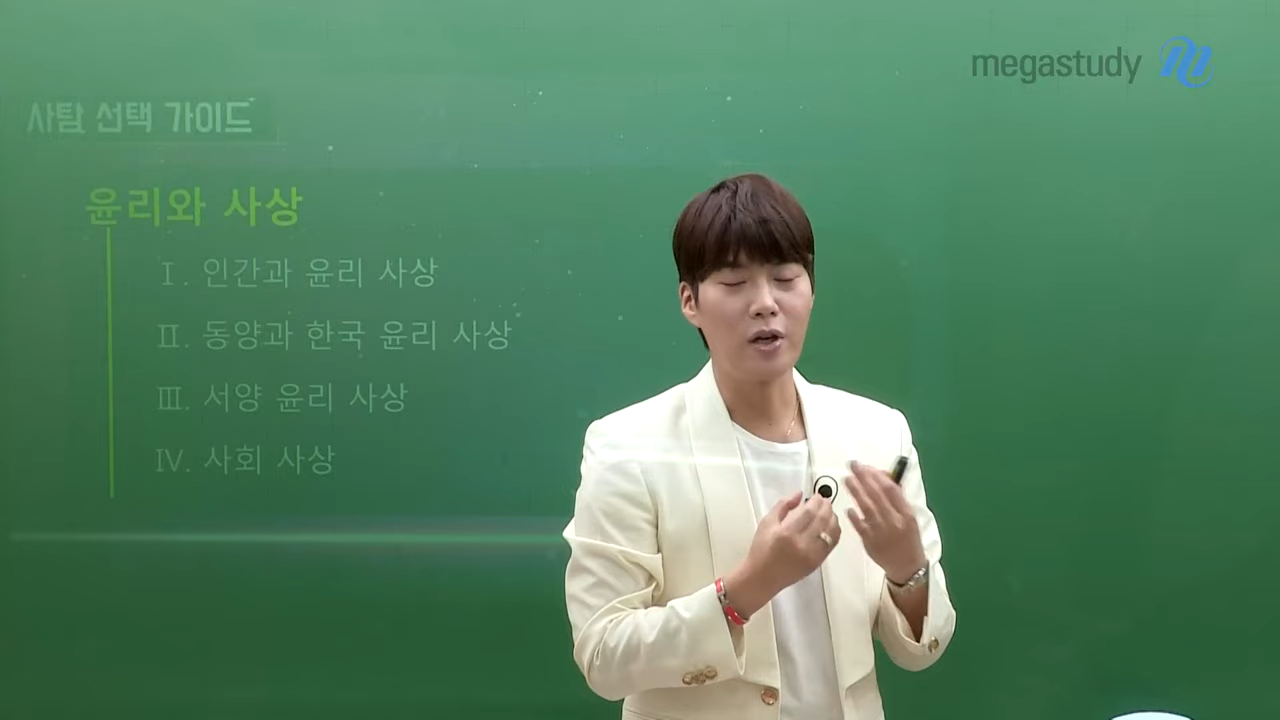 megastudy
사탐 선택 가이드
윤리와 사상
Ⅰ. 인간과 윤리 사상
Ⅱ. 동양과 한국 윤리 사상
Ⅲ. 서양 윤리 사상
Ⅳ. 사회 사상